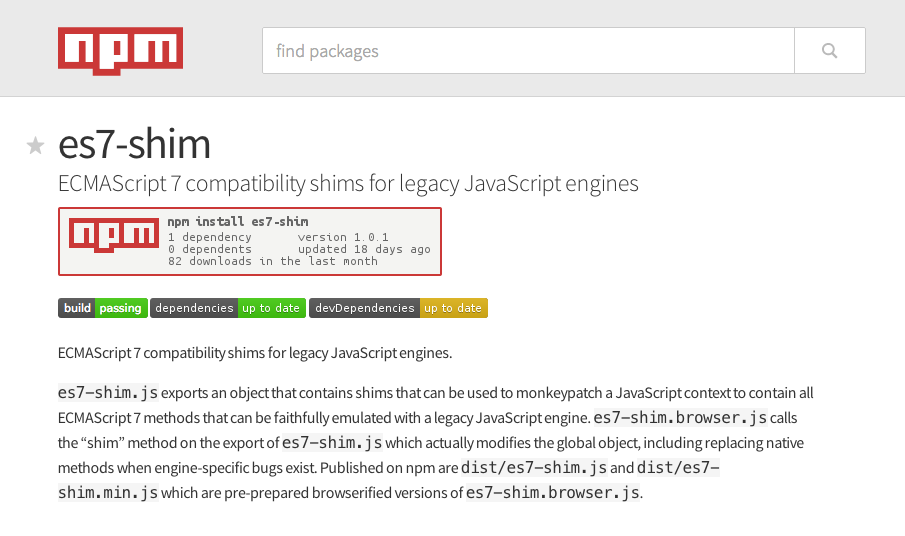 npm
find packages
es7-shim
ECMAScript 7 compatibility shims for legacy JavaScript engines
npm
npm install es7-shim
1 dependency version 1.0.1
0 dependents updated 18 days ago
82 downloads in the last month
build passing dependencies up to date devDependencies up to date
ECMAScript 7 compatibility shims for legacy JavaScript engines.
es7-shim.js exports an object that contains shims that can be used to monkeypatch a JavaScript context to contain all
ECMAScript 7 methods that can be faithfully emulated with a legacy JavaScript engine. es7-shim.browser.js calls
the “shim” method on the export of es7-shim.js which actually modifies the global object, including replacing native
methods when engine-specific bugs exist. Published on npm are dist/es7-shim.js and dist/es7-
shim.min.js which are pre-prepared browserified versions of es7-shim.browser.js.